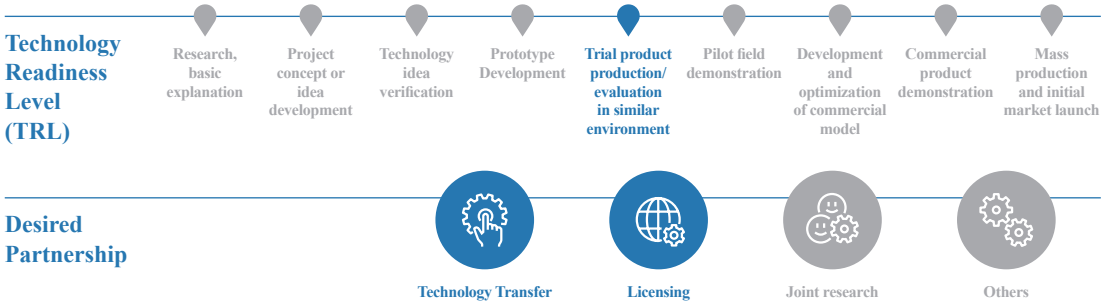 Technology
Readiness
Level
(TRL)
Research,
basic
explanation
Project
concept or
idea
development
Technology
idea
verification
Prototype
Development
Trial product
production/
evaluation
in similar
environment
Pilot field
demonstration
Development
and
optimization
of commercial
model
Commercial
product
demonstration
Mass
production
and initial
market launch
Desired
Partnership
Technology Transfer
Licensing
Joint research
Others